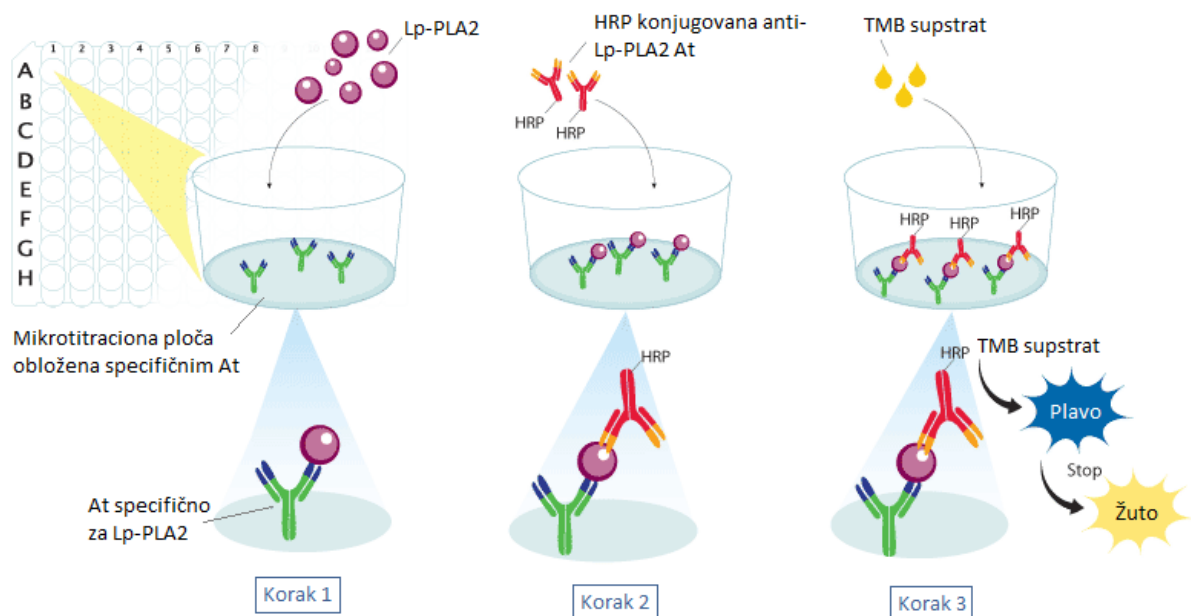 1 2 3 4 5 6 7 8
A
B
C
D
E
F
G
H
Lp-PLA2
Mikrotitraciona ploča
obložena specifičnim At
At specifično
za Lp-PLA2
Korak 1
HRP konjugovana anti-
Lp-PLA2 At
HRP
HRP
HRP
Korak 2
TMB supstrat
HRP
HRP
HRP
HRP
TMB supstrat
Plavo
Stop
Žuto
Korak 3